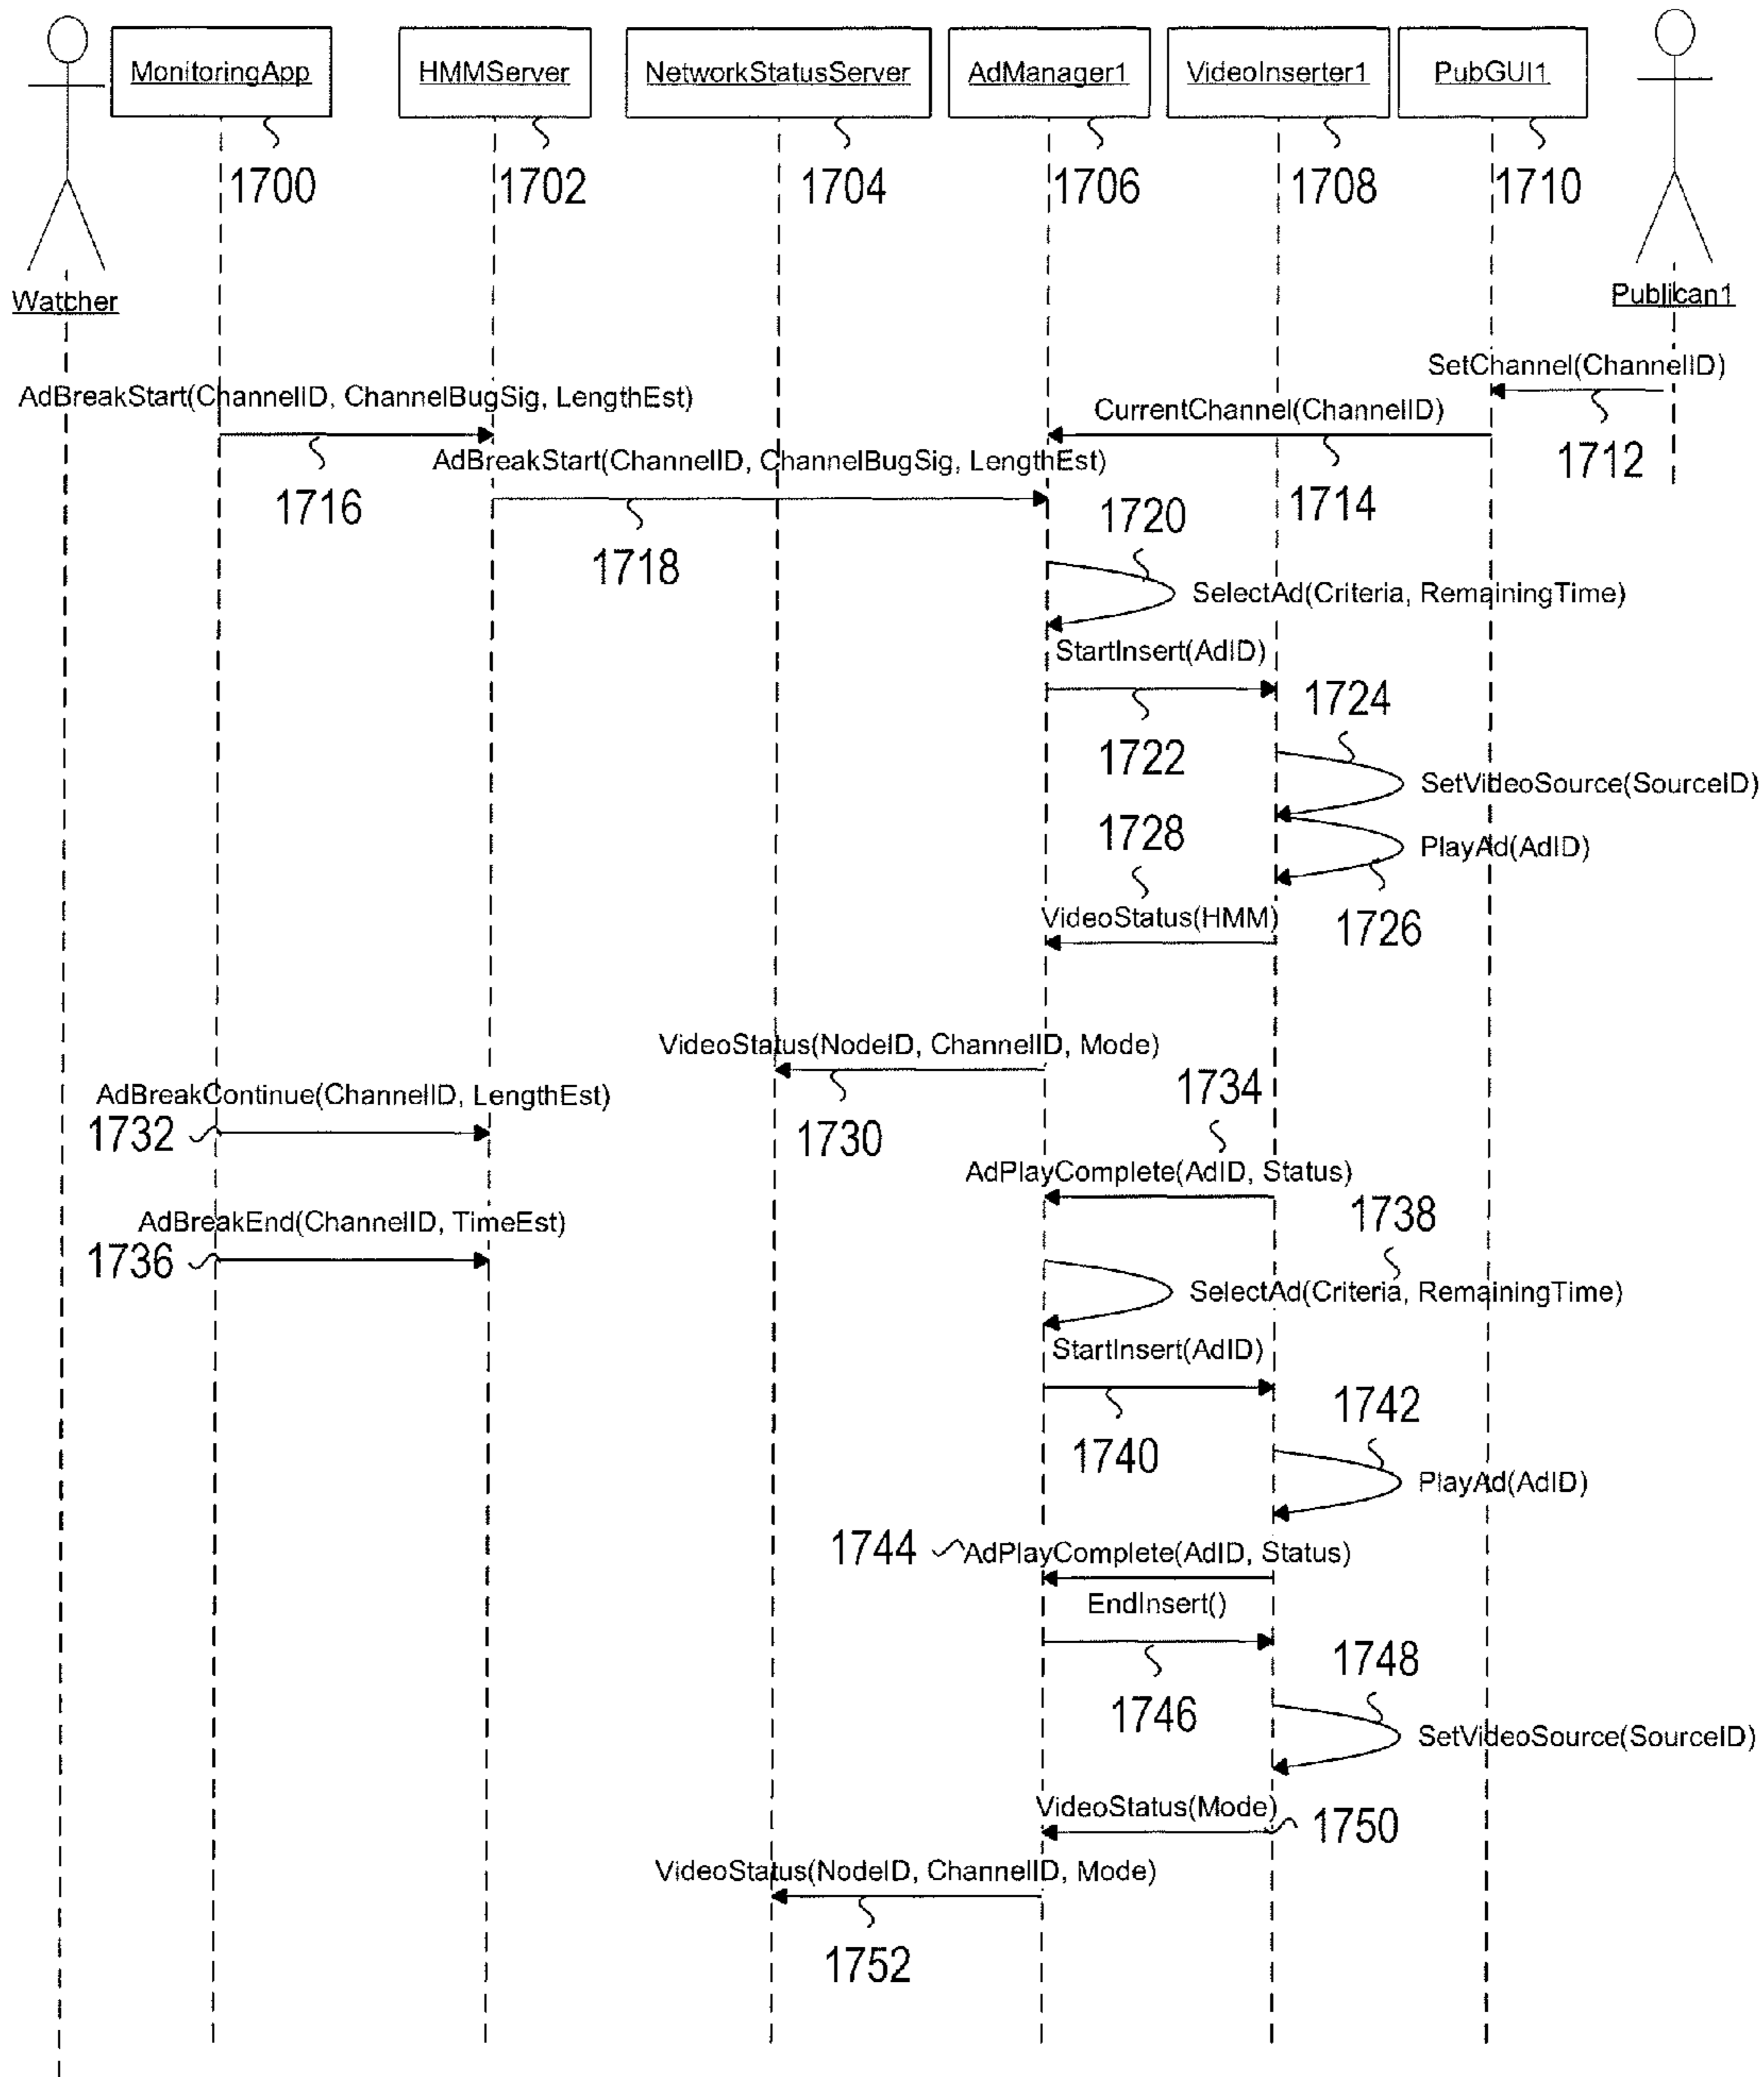 MonitoringApp
HMMServer
NetworkStatusServer
AdManager1
VideoInserter1
PubGUI1
1700
1702
1704
1706
1708
1710
Watcher
Publican1
SetChannel(ChannelID)
1712
AdBreakStart(ChannelID, ChannelBugSig, LengthEst)
CurrentChannel(ChannelID)
1716
1714
AdBreakStart(ChannelID, ChannelBugSig, LengthEst)
1718
1720
SelectAd(Criteria, RemainingTime)
StartInsert(AdID)
1722
1724
SetVideoSource(SourceID)
1728
PlayAd(AdID)
1726
VideoStatus(HMM)
VideoStatus(NodeID, ChannelID, Mode)
1730
AdBreakContinue(ChannelID, LengthEst)
1732
1734
AdPlayComplete(AdID, Status)
AdBreakEnd(ChannelID, TimeEst)
1736
1738
SelectAd(Criteria, RemainingTime)
StartInsert(AdID)
1740
1742
PlayAd(AdID)
1744
AdPlayComplete(AdID, Status)
EndInsert()
1746
1748
SetVideoSource(SourceID)
VideoStatus(Mode)
1750
VideoStatus(NodeID, ChannelID, Mode)
1752